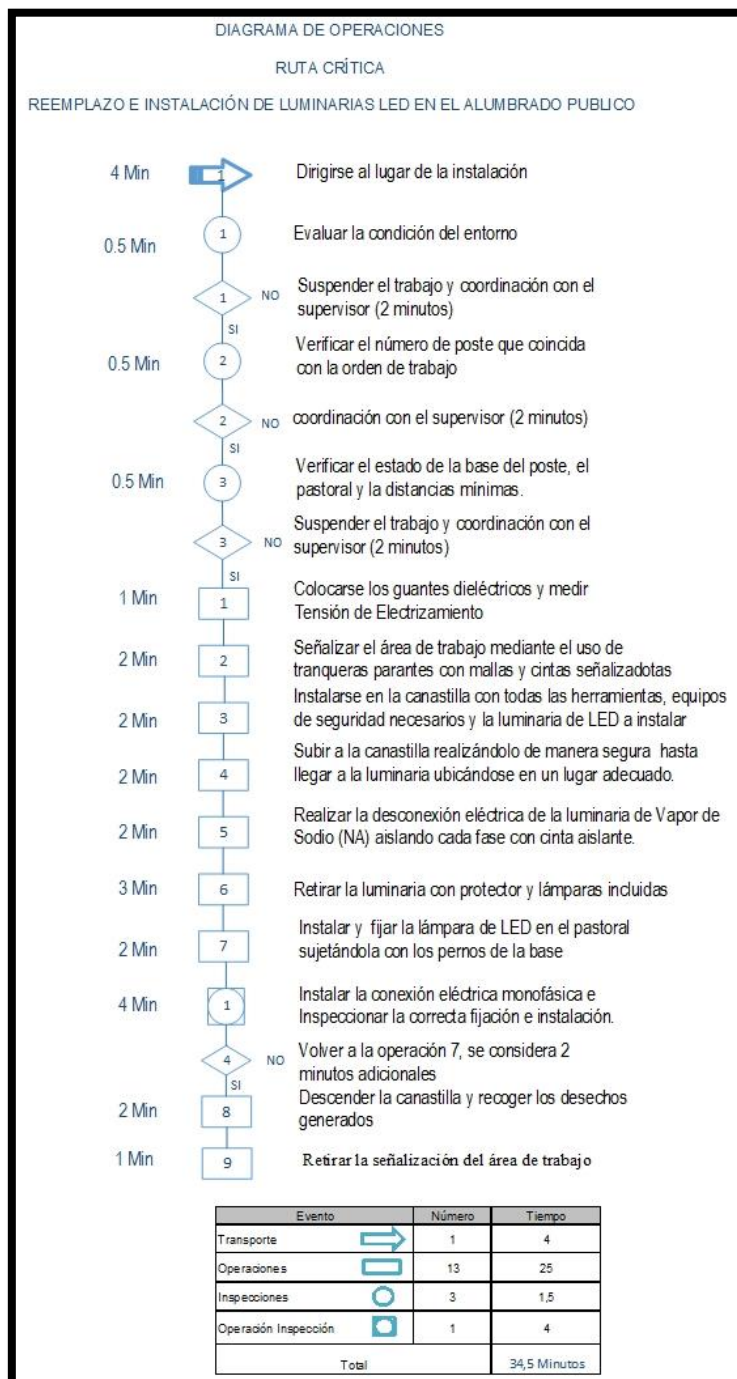 DIAGRAMA DE OPERACIONES
RUTA CRÍTICA
REEMPLAZO E INSTALACIÓN DE LUMINARIAS LED EN EL ALUMBRADO PUBLICO
4 Min 1 Dirigirse al lugar de la instalación
0.5 Min 1 Evaluar la condición del entorno
1 NO Suspender el trabajo y coordinación con el
supervisor (2 minutos)
SI
0.5 Min 2 Verificar el número de poste que coincida
con la orden de trabajo
2 NO coordinación con el supervisor (2 minutos)
SI
0.5 Min 3 Verificar el estado de la base del poste, el
pastoral y la distancias mínimas.
3 NO Suspender el trabajo y coordinación con el
supervisor (2 minutos)
SI
1 Min 1 Colocarse los guantes dieléctricos y medir
Tensión de Electrizamiento
2 Min 2 Señalizar el área de trabajo mediante el uso de
tranqueras parantes con mallas y cintas señalizadotas
2 Min 3 Instalarse en la canastilla con todas las herramientas, equipos
de seguridad necesarios y la luminaria de LED a instalar
2 Min 4 Subir a la canastilla realizándolo de manera segura hasta
llegar a la luminaria ubicándose en un lugar adecuado.
2 Min 5 Realizar la desconexión eléctrica de la luminaria de Vapor de
Sodio (NA) aislando cada fase con cinta aislante.
3 Min 6 Retirar la luminaria con protector y lámparas incluidas
2 Min 7 Instalar y fijar la lámpara de LED en el pastoral
sujetándola con los pernos de la base
4 Min 1 Instalar la conexión eléctrica monofásica e
Inspeccionar la correcta fijación e instalación.
4 NO Volver a la operación 7, se considera 2
minutos adicionales
SI
2 Min 8 Descender la canastilla y recoger los desechos
generados
1 Min 9 Retirar la señalización del área de trabajo
Evento Número Tiempo
Transporte 1 4
Operaciones 13 25
Inspecciones 3 1,5
Operación Inspección 1 4
Total 34,5 Minutos